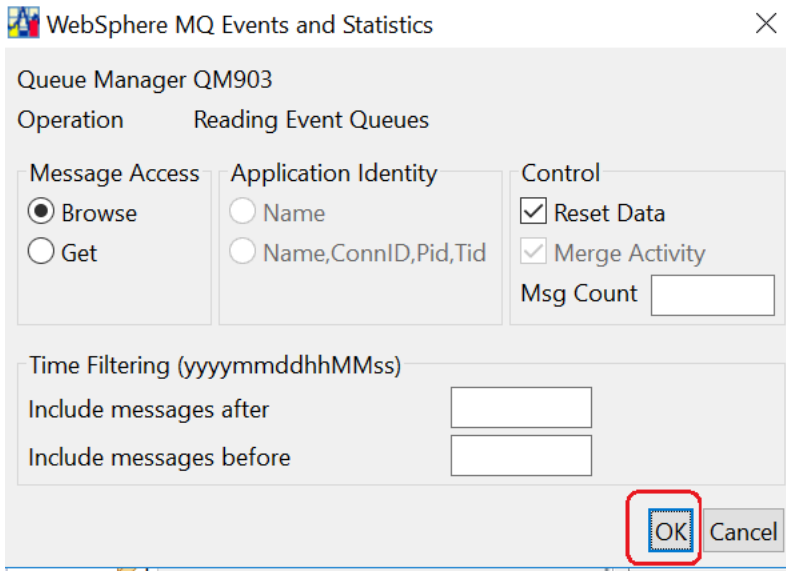 WebSphere MQ Events and Statistics
Queue Manager QM903
Operation Reading Event Queues
Message Access
Browse
Get
Application Identity
Name
Name,ConnID,Pid,Tid
Control
Reset Data
Merge Activity
Msg Count
Time Filtering (yyyymmddhhMMss)
Include messages after
Include messages before
OK Cancel